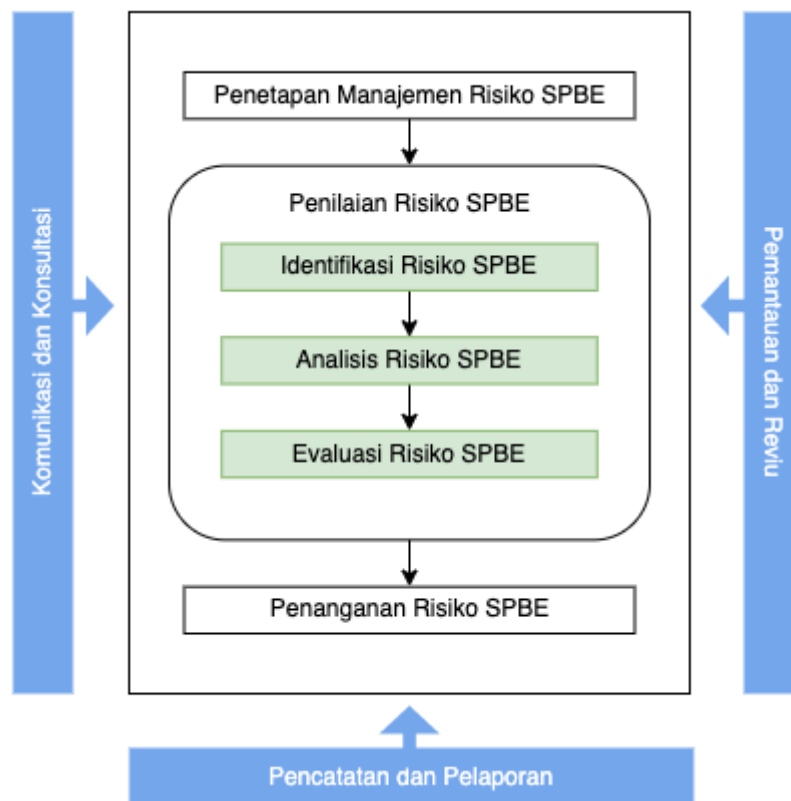 Penetapan Manajemen Risiko SPBE
Penilaian Risiko SPBE
Identifikasi Risiko SPBE
Analisis Risiko SPBE
Evaluasi Risiko SPBE
Penanganan Risiko SPBE
Komunikasi dan Konsultasi
Pemantauan dan Reviu
Pencatatan dan Pelaporan